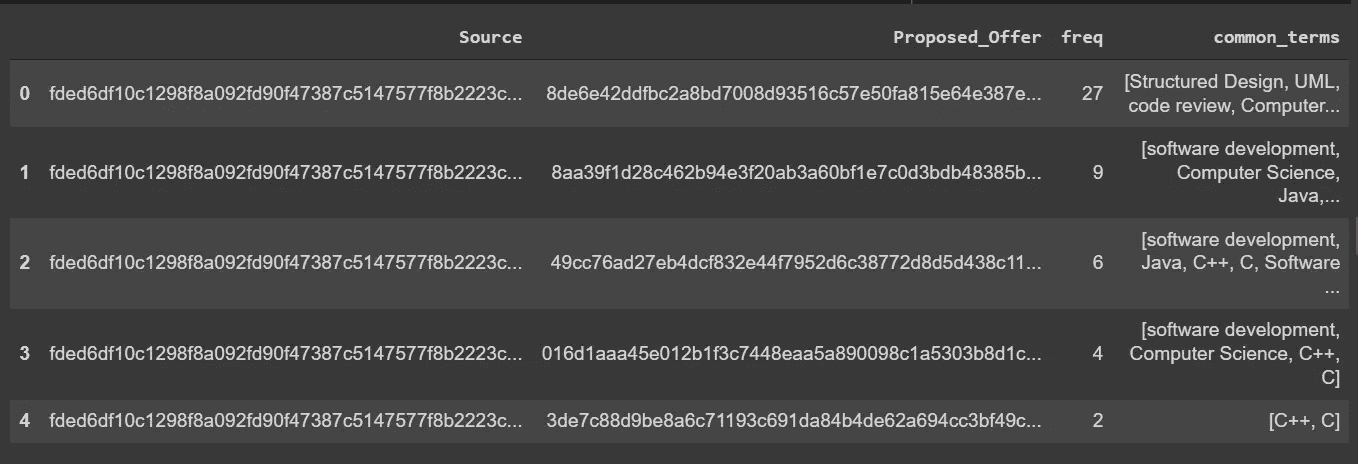 Source Proposed_Offer freq common_terms
0 fded6df10c1298f8a092fd90f47387c5147577f8b2223c... 8de6e42ddfbc2a8bd7008d93516c57e50fa815e64e387e... 27 [Structured Design, UML,
code review, Computer...
1 fded6df10c1298f8a092fd90f47387c5147577f8b2223c... 8aa39f1d28c462b94e3f20ab3a60bf1e7c0d3bdb48385b... 9 [software development,
Computer Science,
Java,...
2 fded6df10c1298f8a092fd90f47387c5147577f8b2223c... 49cc76ad27eb4dcf832e44f7952d6c38772d8d5d438c11... 6 [software development,
Java, C++, C, Software
...
3 fded6df10c1298f8a092fd90f47387c5147577f8b2223c... 016d1aaa45e012b1f3c7448eaa5a890098c1a5303b8d1c... 4 [software development,
Computer Science, C++,
C]
4 fded6df10c1298f8a092fd90f47387c5147577f8b2223c... 3de7c88d9be8a6c71193c691da84b4de62a694cc3bf49c... 2 [C++, C]